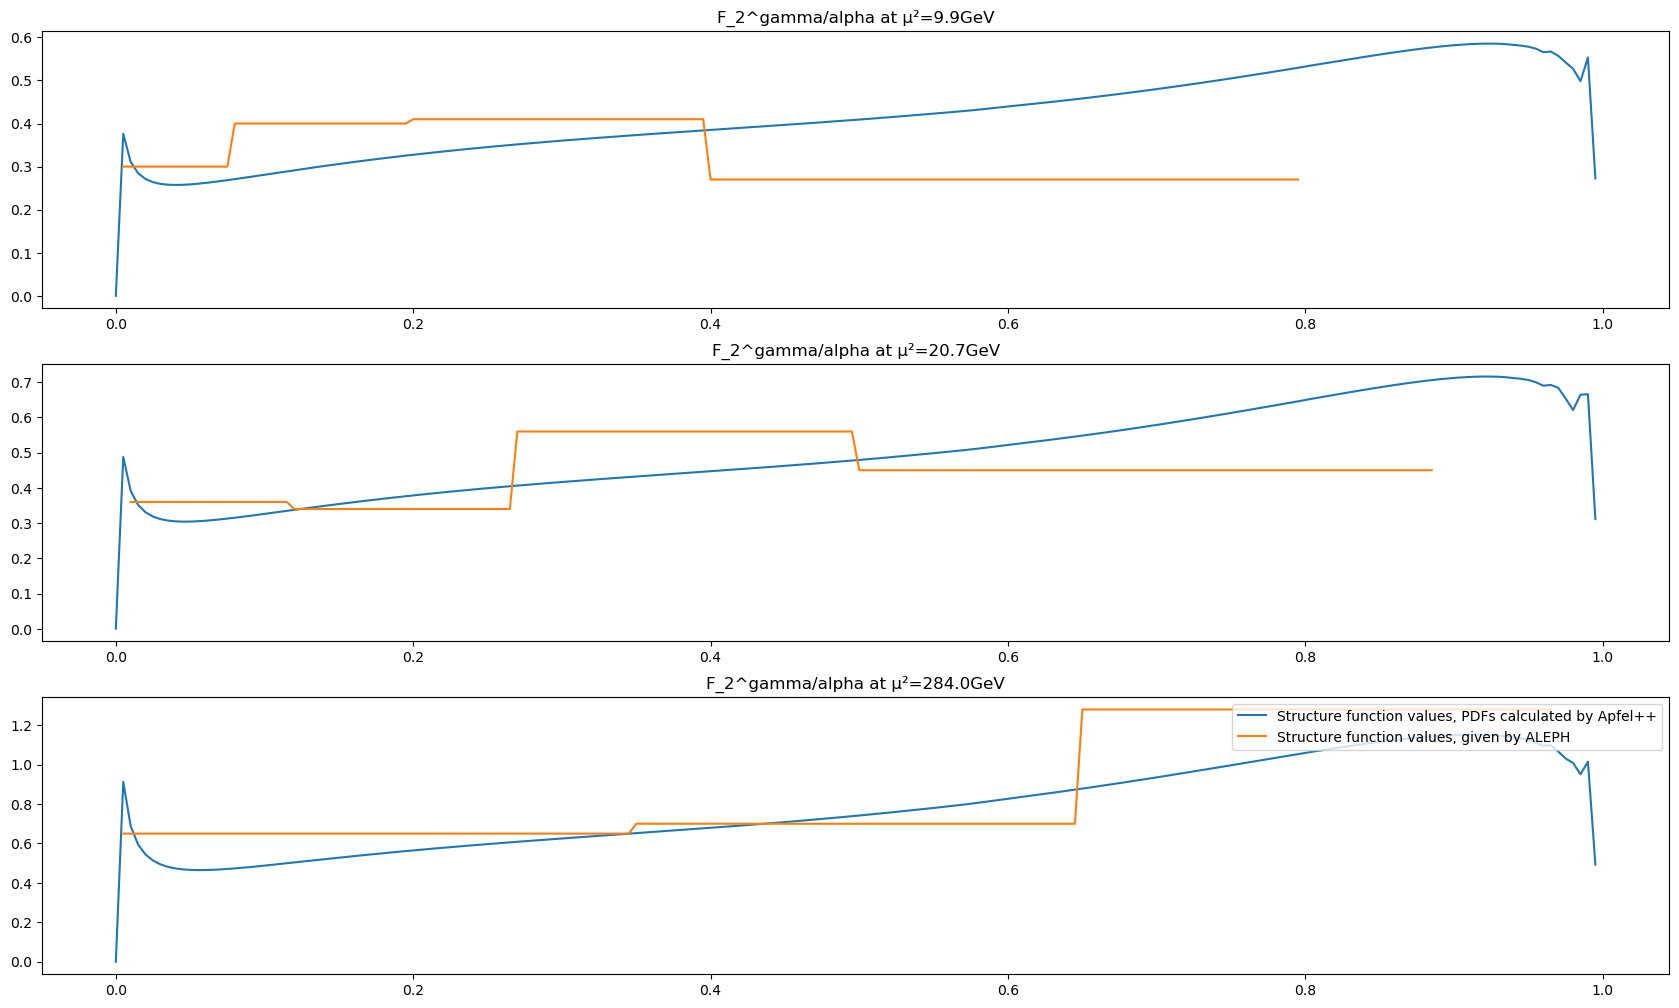 F_2^gamma/alpha at μ²=9.9GeV
0.6
0.5
0.4
0.3
0.2
0.1
0.0
0.0 0.2 0.4 0.6 0.8 1.0
F_2^gamma/alpha at μ²=20.7GeV
0.7
0.6
0.5
0.4
0.3
0.2
0.1
0.0
0.0 0.2 0.4 0.6 0.8 1.0
F_2^gamma/alpha at μ²=284.0GeV
Structure function values, PDFs calculated by Apfel++
Structure function values, given by ALEPH
1.2
1.0
0.8
0.6
0.4
0.2
0.0
0.0 0.2 0.4 0.6 0.8 1.0